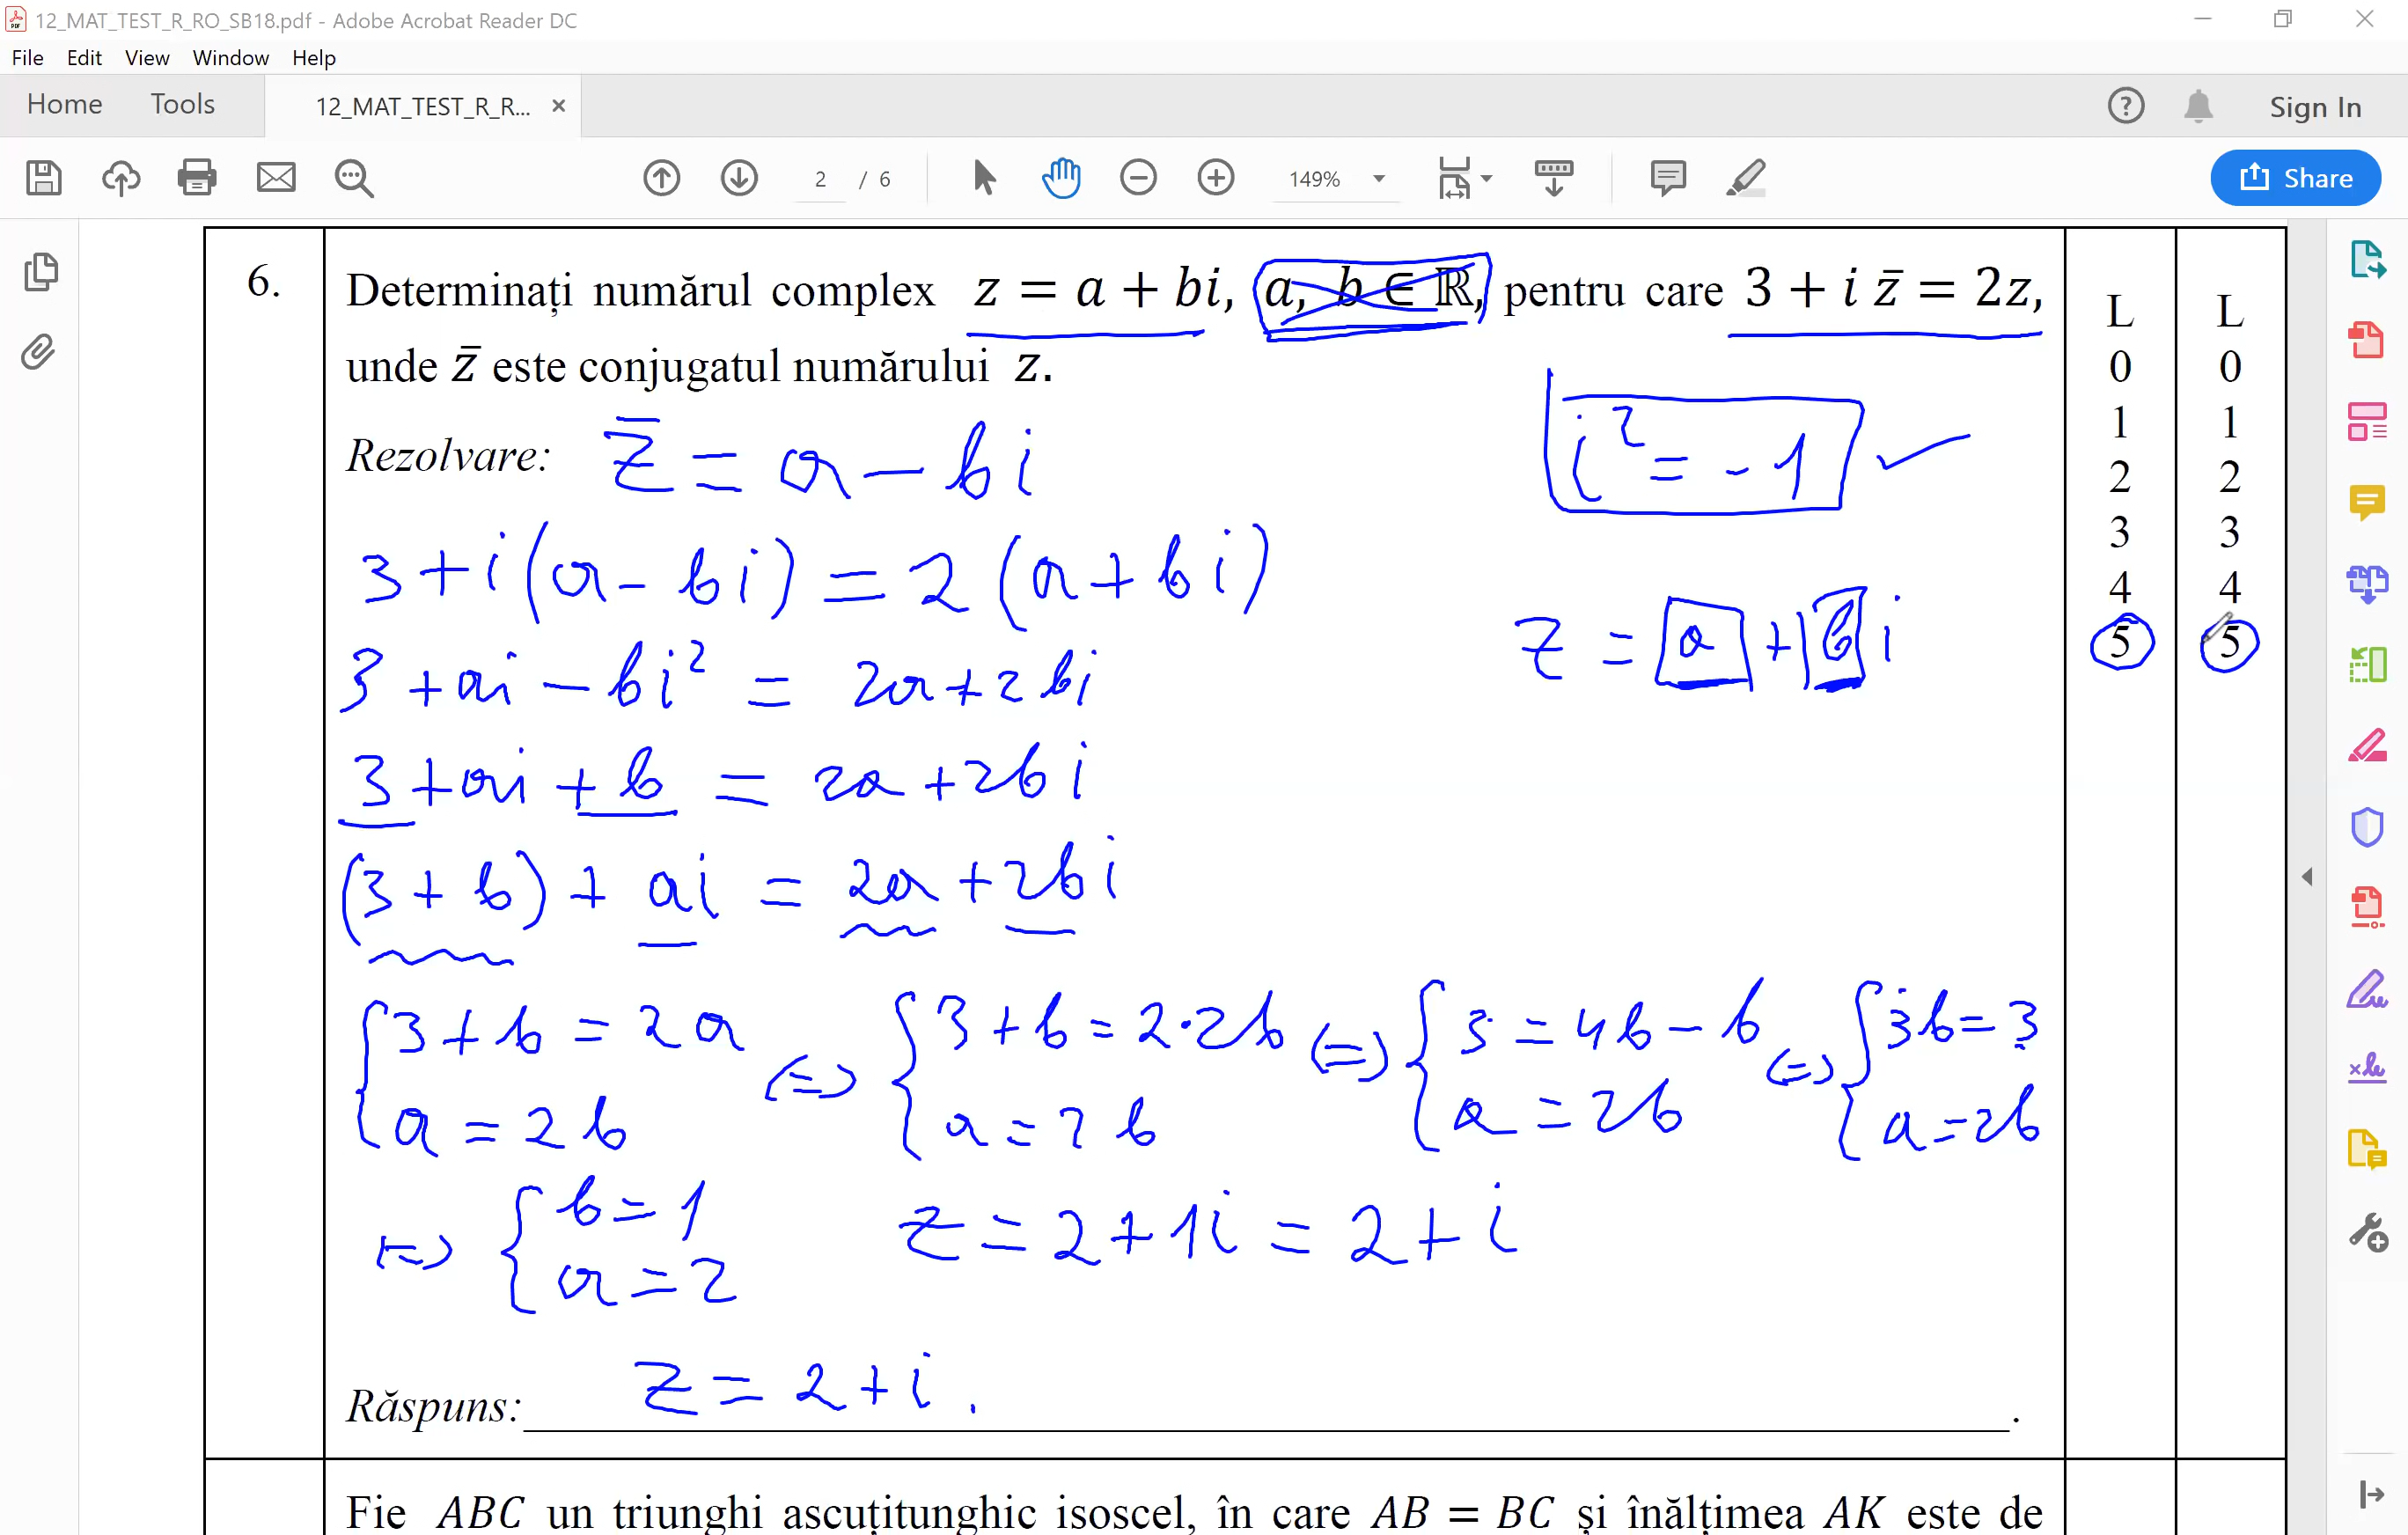 12_MAT_TEST_R_RO_SB18.pdf - Adobe Acrobat Reader DC
File Edit View Window Help
Home Tools 12_MAT_TEST_R_R... × Sign In
2 / 6 149% Share
6.
Determinați numărul complex z = a + bi, a, b ∈ ℝ, pentru care 3 + i z̄ = 2z,
unde z̄ este conjugatul numărului z.
Rezolvare: z̄ = a − bi
i² = -1 ✓
3 + i(a − bi) = 2(a + bi)
z = a + bi
3 + ai − bi² = 2a + 2bi
3 + ai + b = 2a + 2bi
(3 + b) + ai = 2a + 2bi
{3 + b = 2a <=> {3 + b = 2·2b <=> {3 = 4b − b <=> {3b = 3
a = 2b a = 2b a = 2b a = 2b
<=> {b = 1
a = 2
z = 2 + 1i = 2 + i
Răspuns: z = 2 + i.
L L
0 0
1 1
2 2
3 3
4 4
5 5
Fie ABC un triunghi ascuțitunghic isoscel, în care AB = BC și înălțimea AK este de